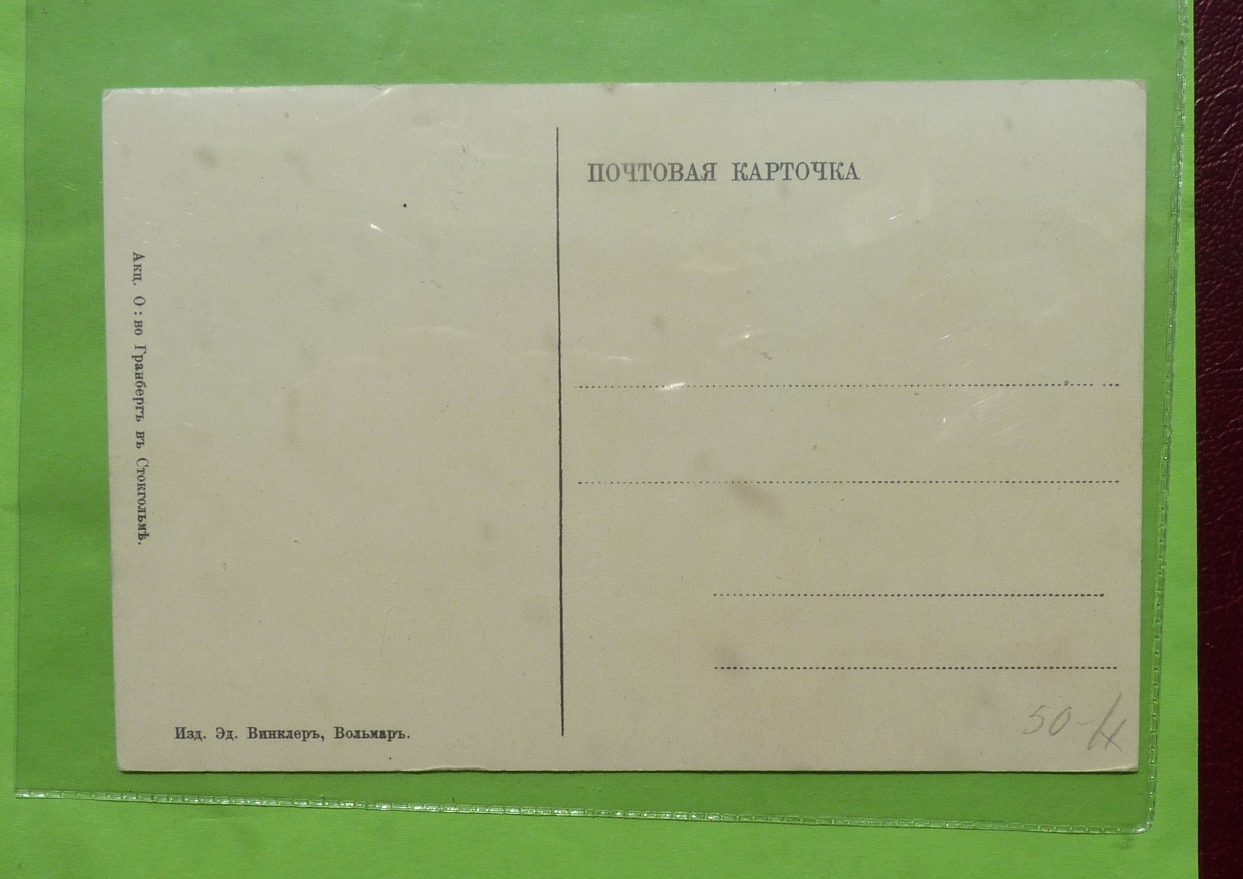 ПОЧТОВАЯ КАРТОЧКА
Акц. О:во Гранбергъ въ Стокгольмѣ.
Изд. Эд. Винклеръ, Вольмаръ.
50-